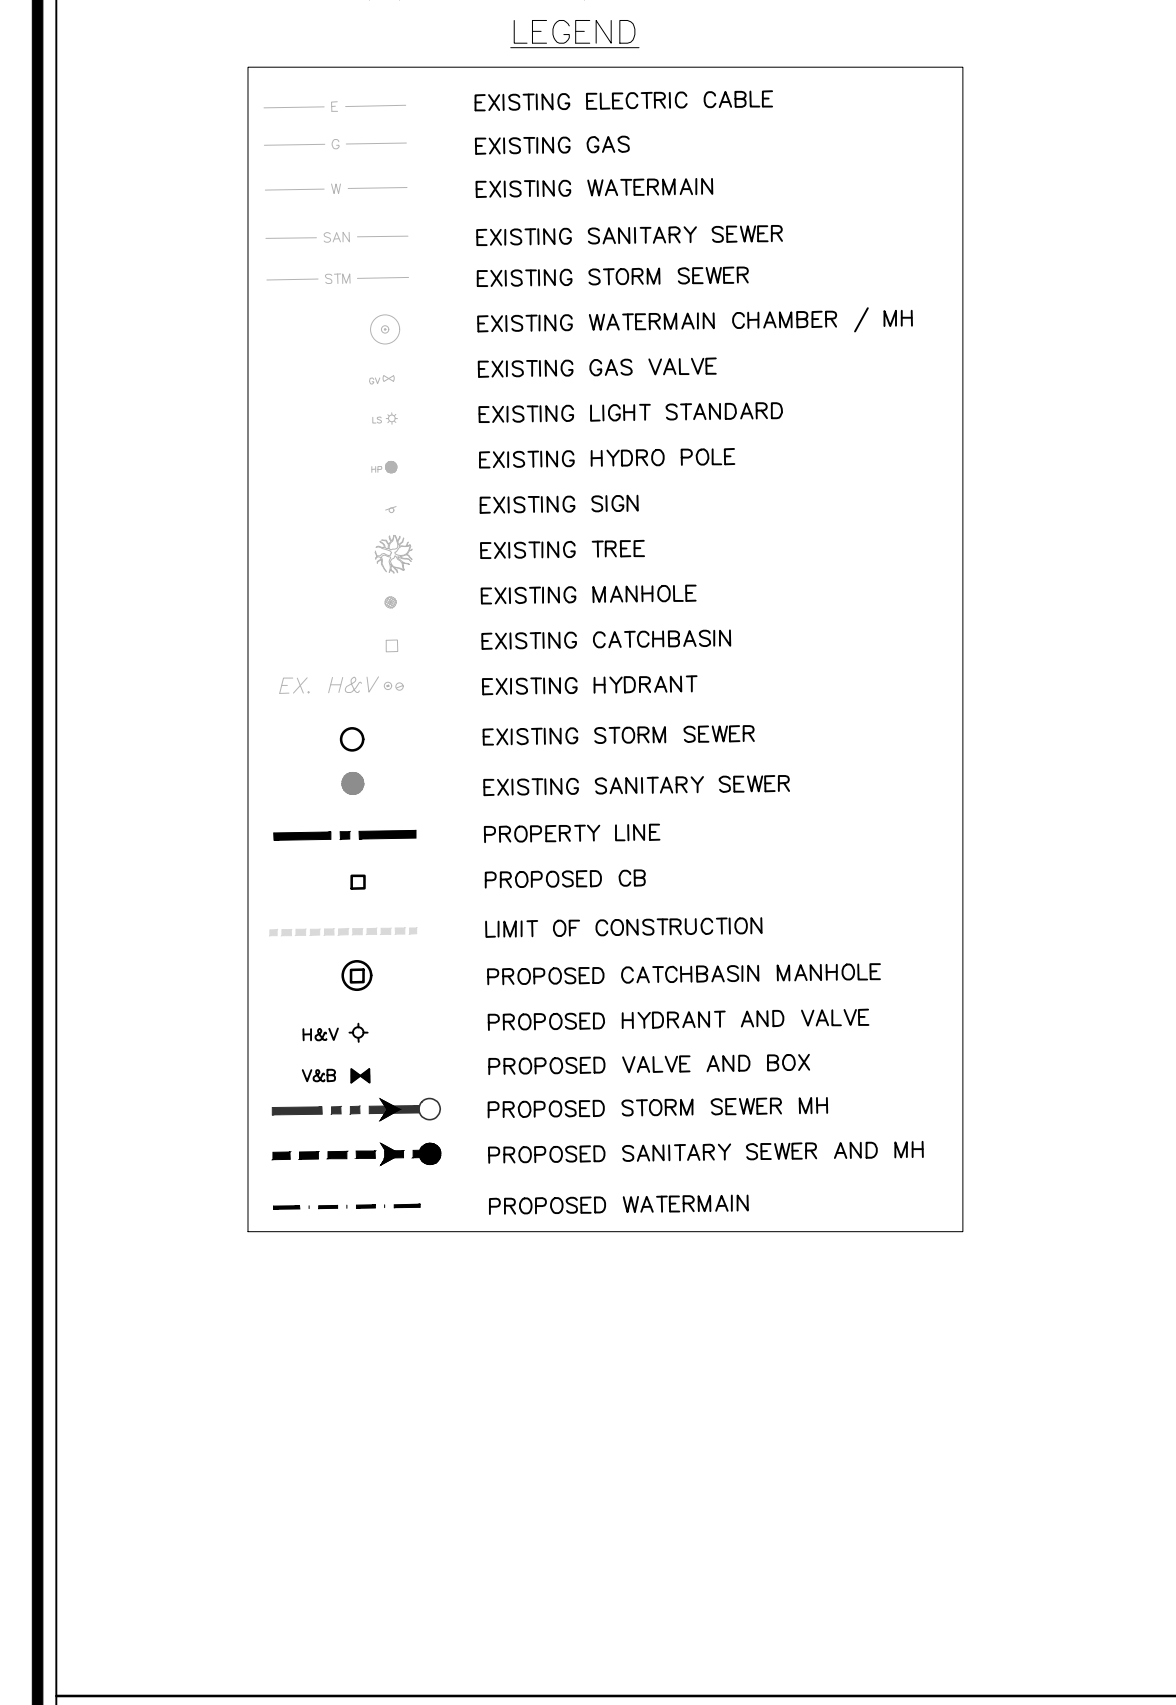 LEGEND
E EXISTING ELECTRIC CABLE
G EXISTING GAS
W EXISTING WATERMAIN
SAN EXISTING SANITARY SEWER
STM EXISTING STORM SEWER
EXISTING WATERMAIN CHAMBER / MH
GV EXISTING GAS VALVE
LS EXISTING LIGHT STANDARD
HP EXISTING HYDRO POLE
EXISTING SIGN
EXISTING TREE
EXISTING MANHOLE
EXISTING CATCHBASIN
EX. H&V EXISTING HYDRANT
EXISTING STORM SEWER
EXISTING SANITARY SEWER
PROPERTY LINE
PROPOSED CB
LIMIT OF CONSTRUCTION
PROPOSED CATCHBASIN MANHOLE
H&V PROPOSED HYDRANT AND VALVE
V&B PROPOSED VALVE AND BOX
PROPOSED STORM SEWER MH
PROPOSED SANITARY SEWER AND MH
PROPOSED WATERMAIN